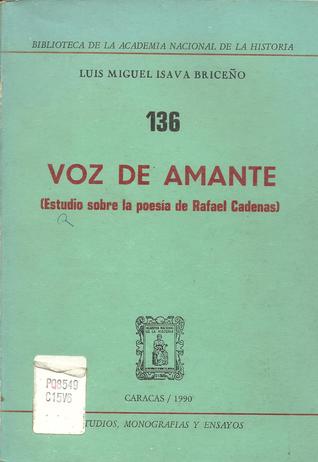 BIBLIOTECA DE LA ACADEMIA NACIONAL DE LA HISTORIA
LUIS MIGUEL ISAVA BRICEÑO
136
VOZ DE AMANTE
(Estudio sobre la poesía de Rafael Cadenas)
PQ8549
C15V6
CARACAS / 1990
TUDIOS, MONOGRAFIAS Y ENSAYOS